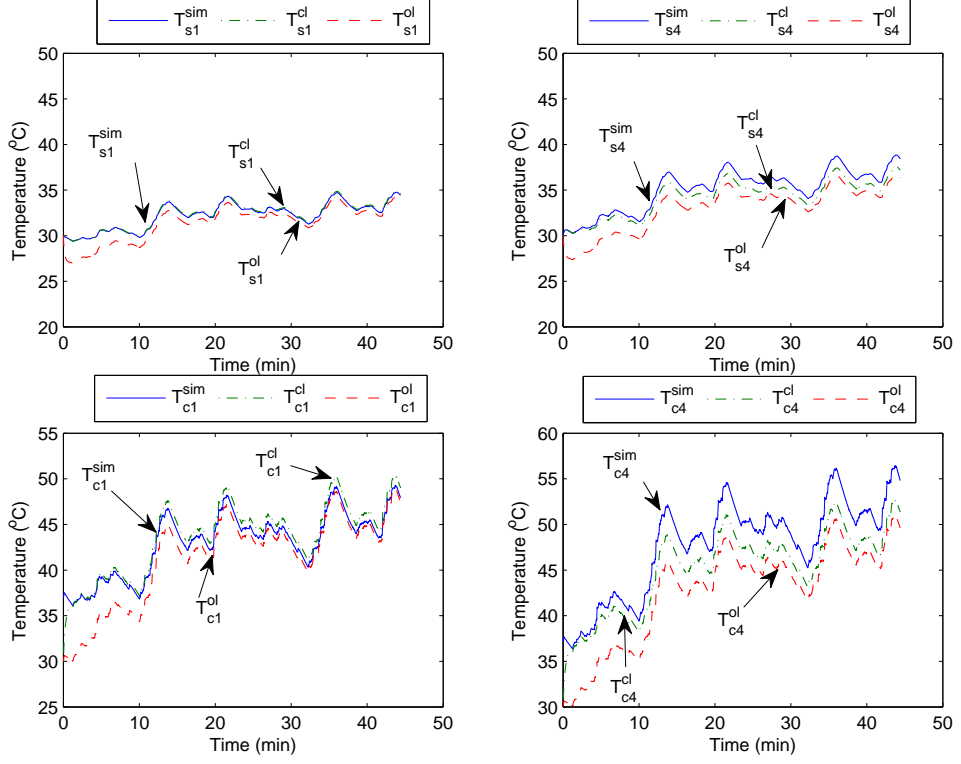 T_s1^sim T_s1^cl T_s1^ol
50
45
40
35
30
25
20
Temperature (⁰C)
T_s1^sim
T_s1^cl
T_s1^ol
0 10 20 30 40 50
Time (min)
T_s4^sim T_s4^cl T_s4^ol
50
45
40
35
30
25
20
Temperature (⁰C)
T_s4^sim
T_s4^cl
T_s4^ol
0 10 20 30 40 50
Time (min)
T_c1^sim T_c1^cl T_c1^ol
55
50
45
40
35
30
25
Temperature (⁰C)
T_c1^sim
T_c1^cl
T_c1^ol
0 10 20 30 40 50
Time (min)
T_c4^sim T_c4^cl T_c4^ol
60
55
50
45
40
35
30
Temperature (⁰C)
T_c4^sim
T_c4^ol
T_c4^cl
0 10 20 30 40 50
Time (min)